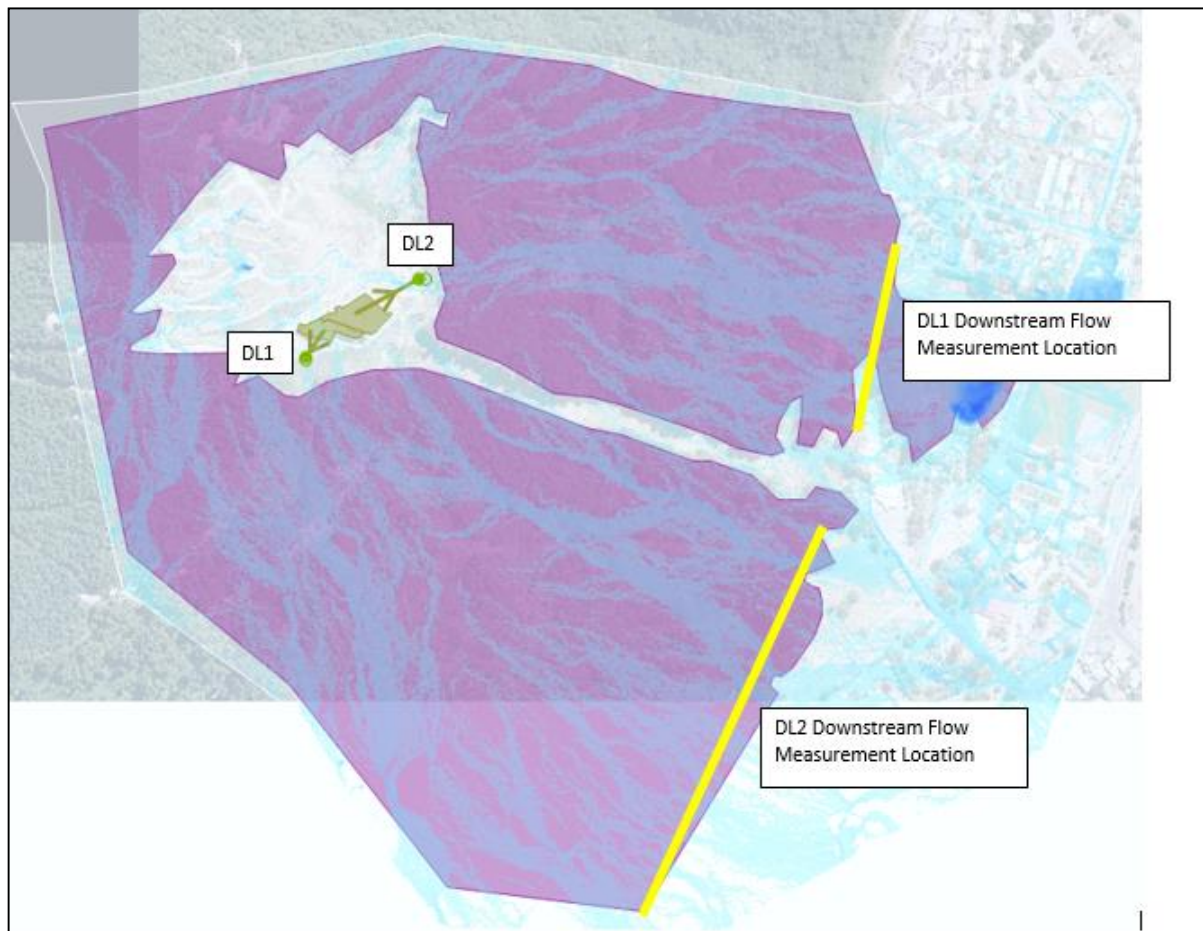 DL2
DL1
DL1 Downstream Flow
Measurement Location
DL2 Downstream Flow
Measurement Location